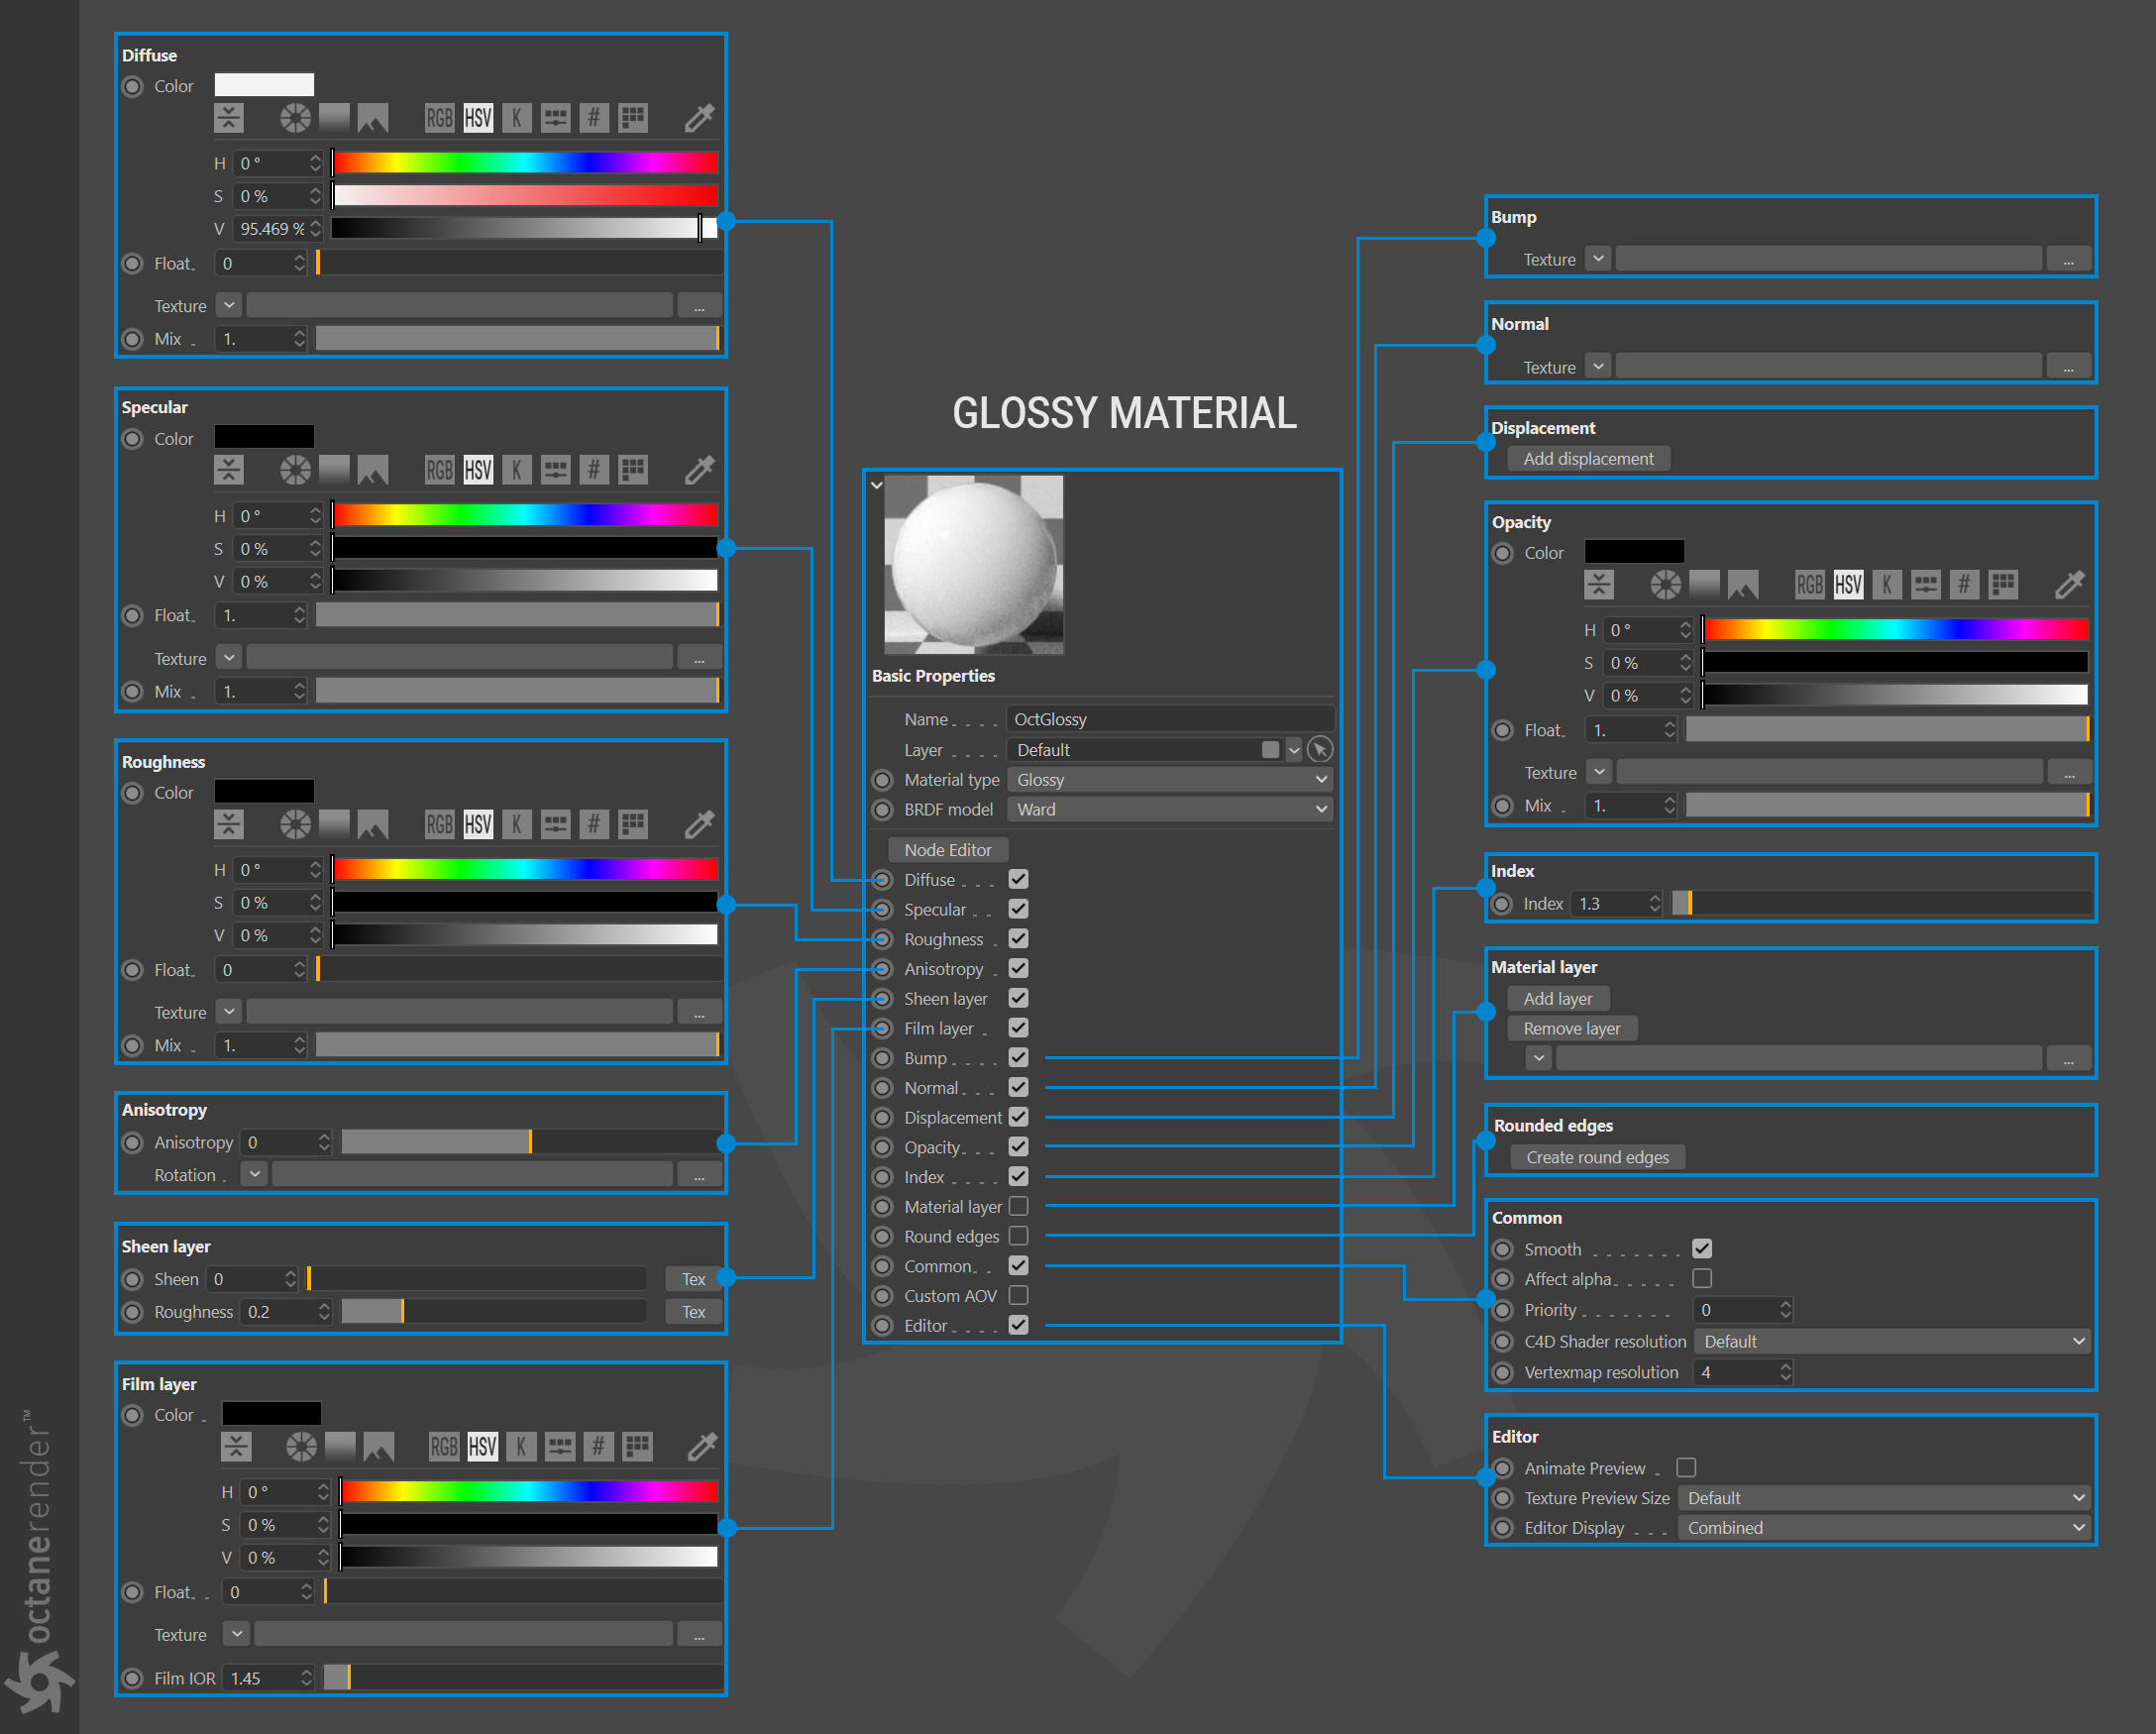 Diffuse
Color
RGB HSV K #
H 0 °
S 0 %
V 95.469 %
Float_ 0
Texture ...
Mix _ 1.
Specular
Color
RGB HSV K #
H 0 °
S 0 %
V 0 %
Float_ 1.
Texture ...
Mix _ 1.
Roughness
Color
RGB HSV K #
H 0 °
S 0 %
V 0 %
Float_ 0
Texture ...
Mix _ 1.
Anisotropy
Anisotropy 0
Rotation _ ...
Sheen layer
Sheen 0 Tex
Roughness 0.2 Tex
Film layer
Color _
RGB HSV K #
H 0 °
S 0 %
V 0 %
Float_ _ 0
Texture ...
Film IOR 1.45
GLOSSY MATERIAL
Basic Properties
Name _ _ _ _ OctGlossy
Layer _ _ _ _ Default
Material type Glossy
BRDF model Ward
Node Editor
Diffuse _ _ _
Specular _ _
Roughness _
Anisotropy _
Sheen layer
Film layer _
Bump _ _ _ _
Normal _ _ _
Displacement
Opacity_ _ _
Index _ _ _ _
Material layer
Round edges
Common_ _
Custom AOV
Editor _ _ _ _
Bump
Texture ...
Normal
Texture ...
Displacement
Add displacement
Opacity
Color
RGB HSV K #
H 0 °
S 0 %
V 0 %
Float_ 1.
Texture ...
Mix _ 1.
Index
Index 1.3
Material layer
Add layer
Remove layer
...
Rounded edges
Create round edges
Common
Smooth _ _ _ _ _ _ _
Affect alpha_ _ _ _ _
Priority _ _ _ _ _ _ _ 0
C4D Shader resolution Default
Vertexmap resolution 4
Editor
Animate Preview _
Texture Preview Size Default
Editor Display _ _ _ Combined
octanerender™